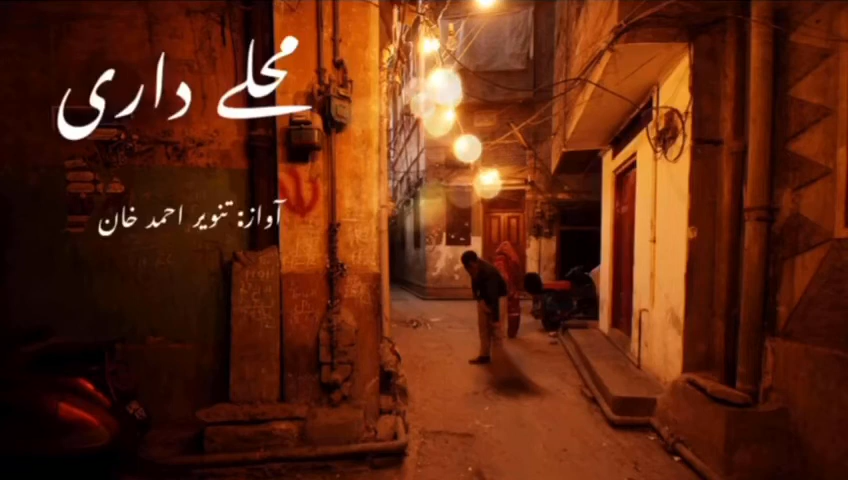 محلے داری
آواز: تنویر احمد خان